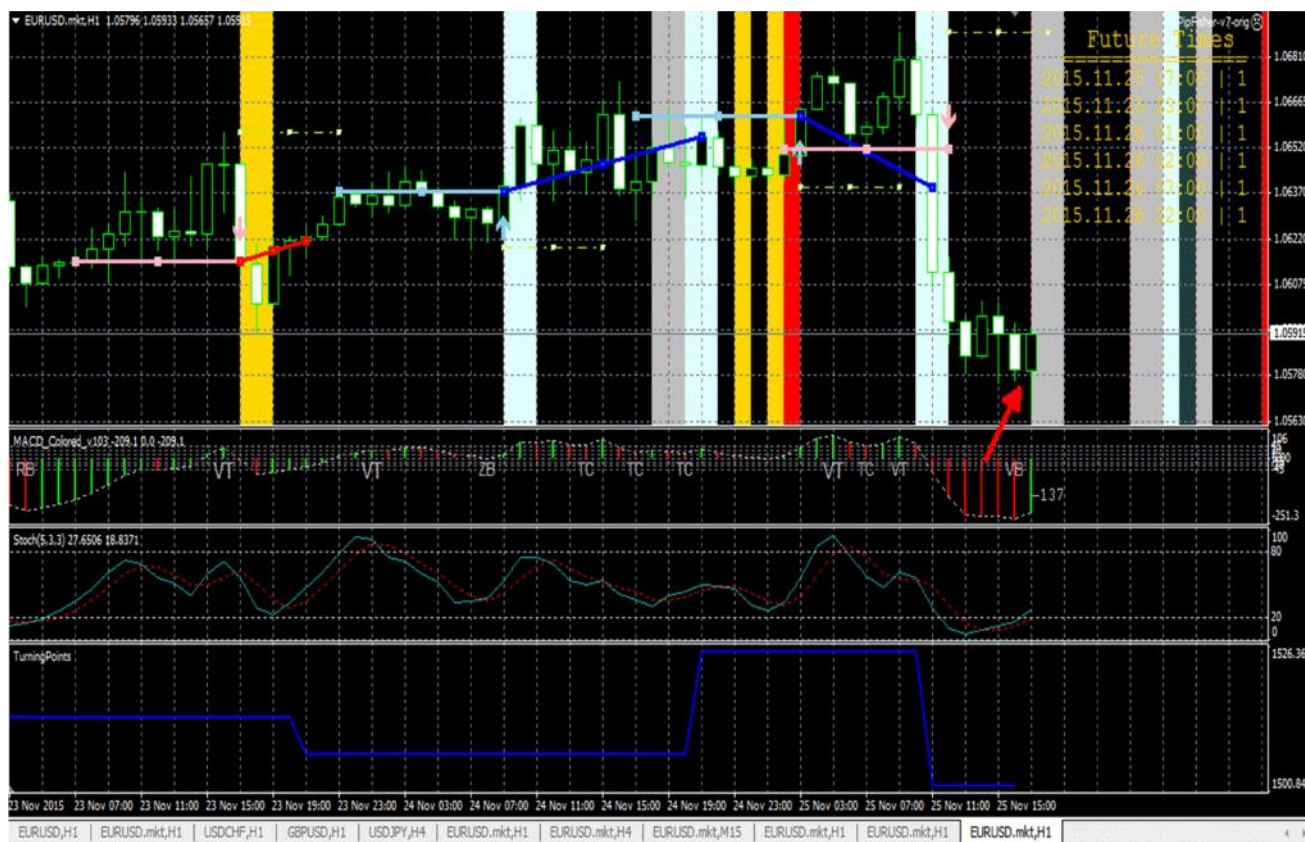 EURUSD.mkt,H1 1.05796 1.05933 1.05657 1.05915
PipFisher-v7-orig
Future Times
2015.11.25 17:00 | 1
2015.11.25 23:00 | 1
2015.11.26 01:00 | 1
2015.11.26 02:00 | 1
2015.11.26 07:00 | 1
2015.11.26 22:00 | 1
1.06810
1.06665
1.06520
1.06370
1.06220
1.06075
1.05915
1.05780
1.05630
MACD_Colored_v103 -209.1 0.0 -209.1
RB VT VT ZB TC TC TC VT TC VT VB
-137
-251.3
Stoch(5,3,3) 27.6506 18.8371
100
80
20
0
TurningPoints
1526.36
1500.84
23 Nov 2015 23 Nov 07:00 23 Nov 11:00 23 Nov 15:00 23 Nov 19:00 23 Nov 23:00 24 Nov 03:00 24 Nov 07:00 24 Nov 11:00 24 Nov 15:00 24 Nov 19:00 24 Nov 23:00 25 Nov 03:00 25 Nov 07:00 25 Nov 11:00 25 Nov 15:00
EURUSD,H1 EURUSD.mkt,H1 USDCHF,H1 GBPUSD,H1 USDJPY,H4 EURUSD.mkt,H1 EURUSD.mkt,H4 EURUSD.mkt,M15 EURUSD.mkt,H1 EURUSD.mkt,H1 EURUSD.mkt,H1